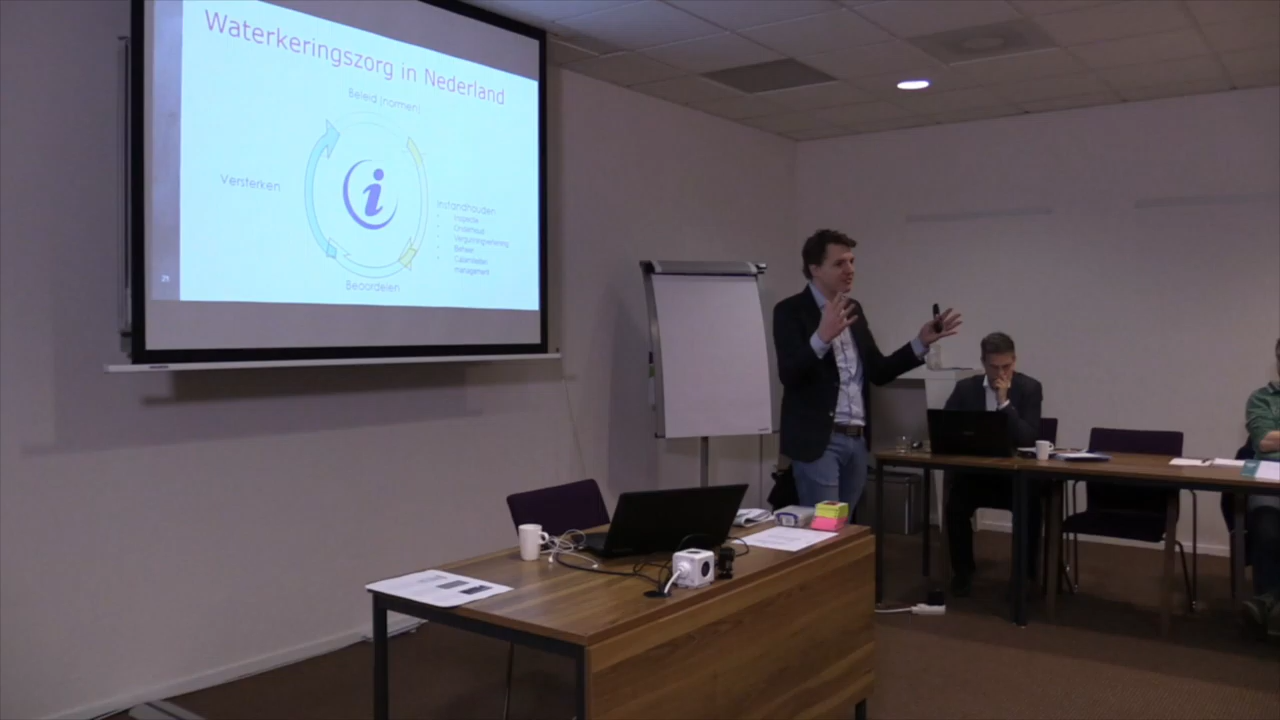 Waterkeringszorg in Nederland
Beleid (normen)
Versterken
i
Instandhouden
Inspectie
Onderhoud
Vergunningverlening
Beheer
Calamiteiten
management
Beoordelen
21